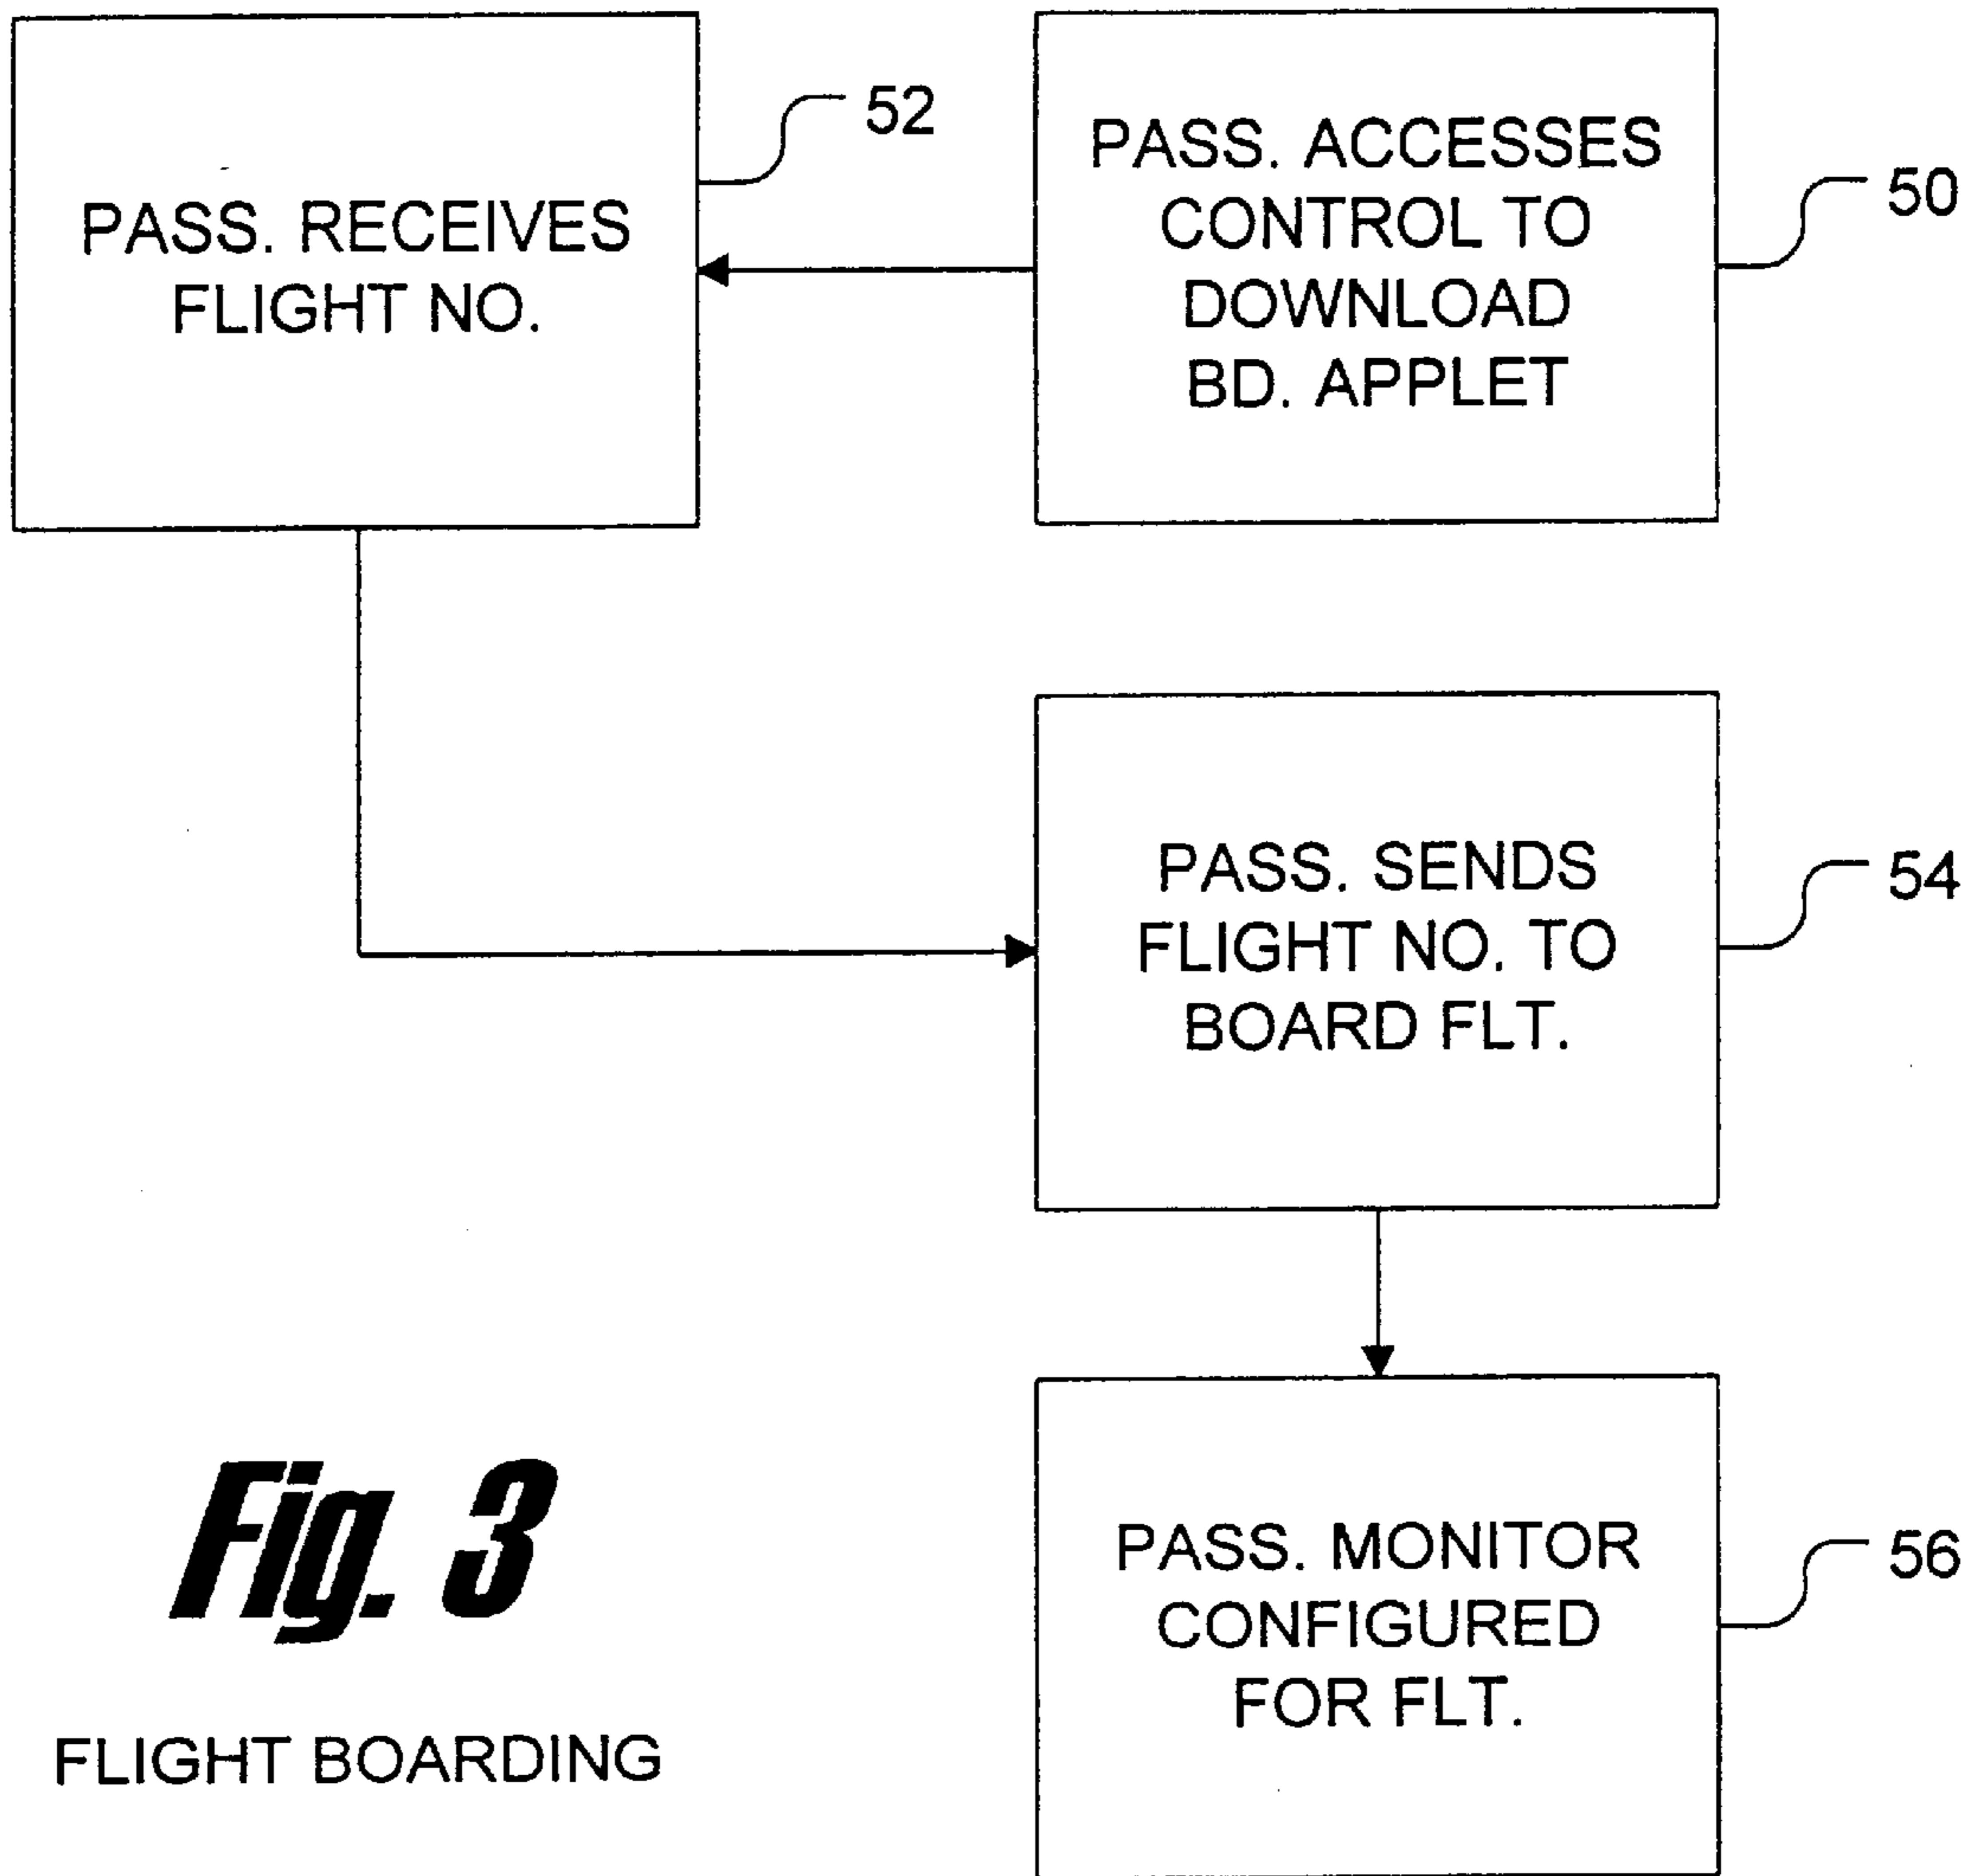 PASS. RECEIVES
FLIGHT NO.
52
PASS. ACCESSES
CONTROL TO
DOWNLOAD
BD. APPLET
50
PASS. SENDS
FLIGHT NO. TO
BOARD FLT.
54
PASS. MONITOR
CONFIGURED
FOR FLT.
56
Fig. 3
FLIGHT BOARDING